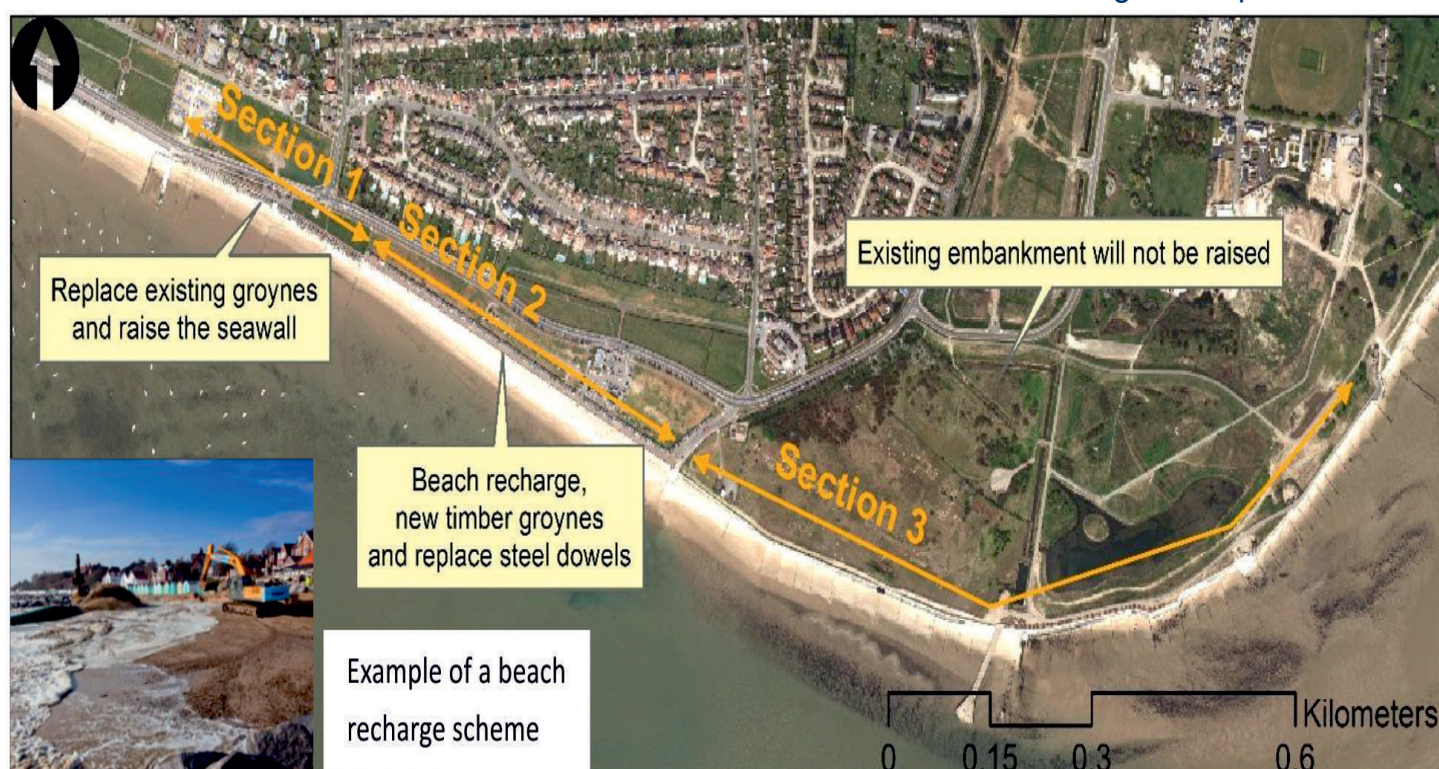 Section 1
Section 2
Existing embankment will not be raised
Replace existing groynes
and raise the seawall
Beach recharge,
new timber groynes
and replace steel dowels
Section 3
Example of a beach
recharge scheme
Kilometers
0 0.15 0.3 0.6